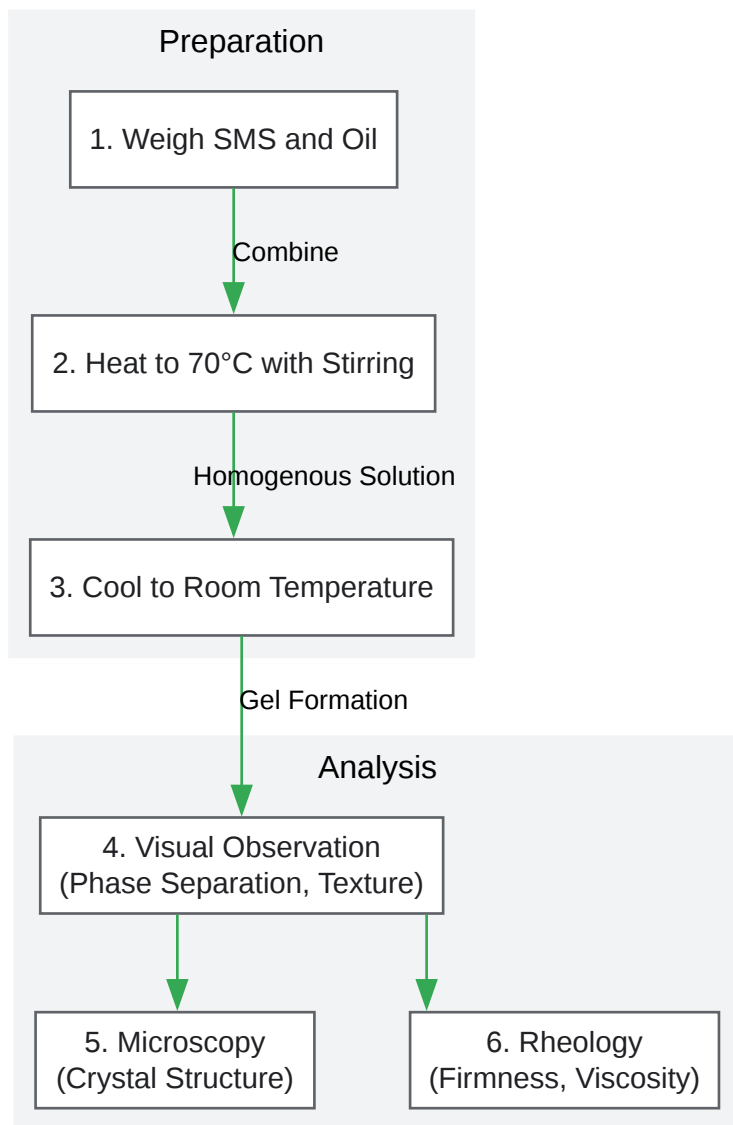 Preparation
1. Weigh SMS and Oil
Combine
2. Heat to 70°C with Stirring
Homogenous Solution
3. Cool to Room Temperature
Gel Formation
Analysis
4. Visual Observation
(Phase Separation, Texture)
5. Microscopy
(Crystal Structure)
6. Rheology
(Firmness, Viscosity)